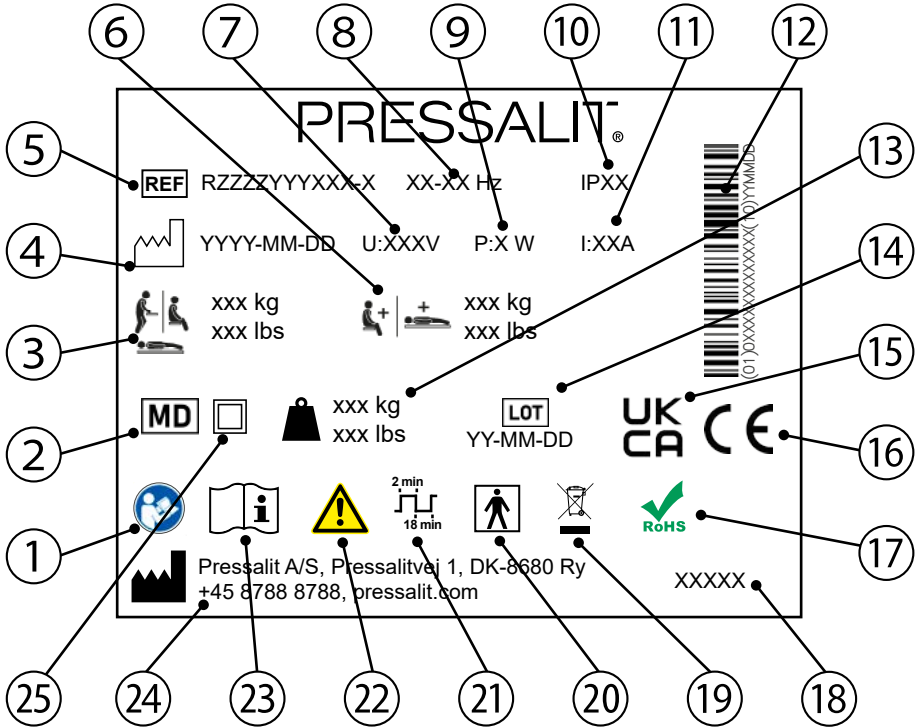 6 7 8 9 10 11 12
PRESSALIT®
5 REF RZZZZYYYXXX-X XX-XX Hz IPXX 13
4 YYYY-MM-DD U:XXXV P:X W I:XXA 14
3 xxx kg xxx kg
xxx lbs xxx lbs
(01)0XXXXXXXXXXXXX(10)YYMMDD
15
2 MD xxx kg LOT UK CE 16
xxx lbs YY-MM-DD CA
1 2 min
18 min
RoHS 17
Pressalit A/S, Pressalitvej 1, DK-8680 Ry
+45 8788 8788, pressalit.com XXXXX
25 24 23 22 21 20 19 18